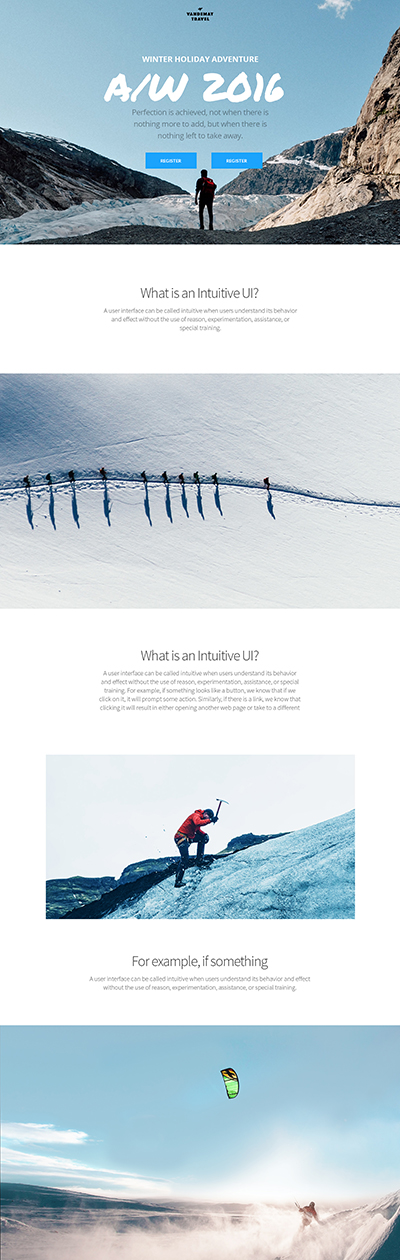 VANDEMAY
TRAVEL
WINTER HOLIDAY ADVENTURE
A/W 2016
Perfection is achieved, not when there is
nothing more to add, but when there is
nothing left to take away.
REGISTER
REGISTER
What is an Intuitive UI?
A user interface can be called intuitive when users understand its behavior
and effect without the use of reason, experimentation, assistance, or
special training.
What is an Intuitive UI?
A user interface can be called intuitive when users understand its behavior
and effect without the use of reason, experimentation, assistance, or special
training. For example, if something looks like a button, we know that if we
click on it, it will prompt some action. Similarly, if there is a link, we know that
clicking it will result in either opening another web page or take to a different
For example, if something
A user interface can be called intuitive when users understand its behavior and effect
without the use of reason, experimentation, assistance, or special training.